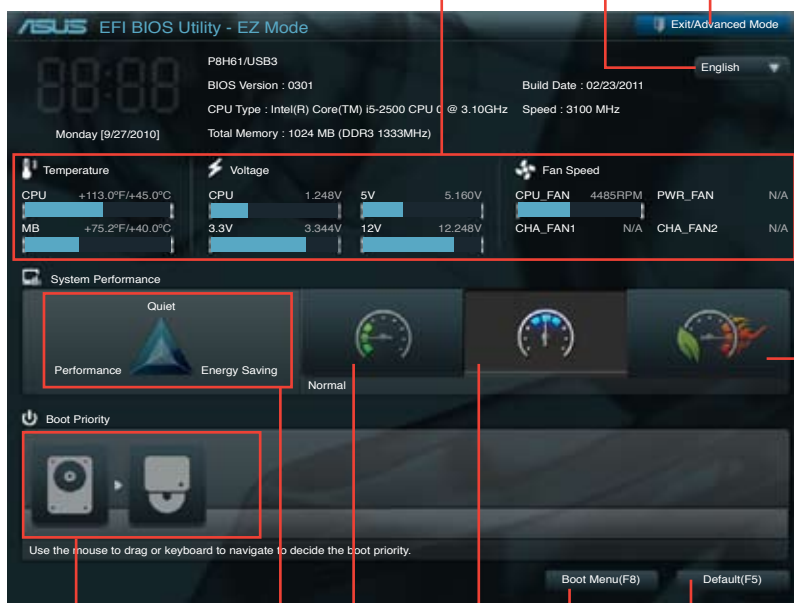 ASUS EFI BIOS Utility - EZ Mode
Exit/Advanced Mode
P8H61/USB3
English
BIOS Version : 0301
Build Date : 02/23/2011
CPU Type : Intel(R) Core(TM) i5-2500 CPU 0 @ 3.10GHz
Speed : 3100 MHz
Monday [9/27/2010]
Total Memory : 1024 MB (DDR3 1333MHz)
Temperature
Voltage
Fan Speed
CPU +113.0ºF/+45.0ºC
CPU 1.248V
5V 5.160V
CPU_FAN 4485RPM
PWR_FAN N/A
MB +75.2ºF/+40.0ºC
3.3V 3.344V
12V 12.248V
CHA_FAN1 N/A
CHA_FAN2 N/A
System Performance
Quiet
Performance
Energy Saving
Normal
Boot Priority
Use the mouse to drag or keyboard to navigate to decide the boot priority.
Boot Menu(F8)
Default(F5)